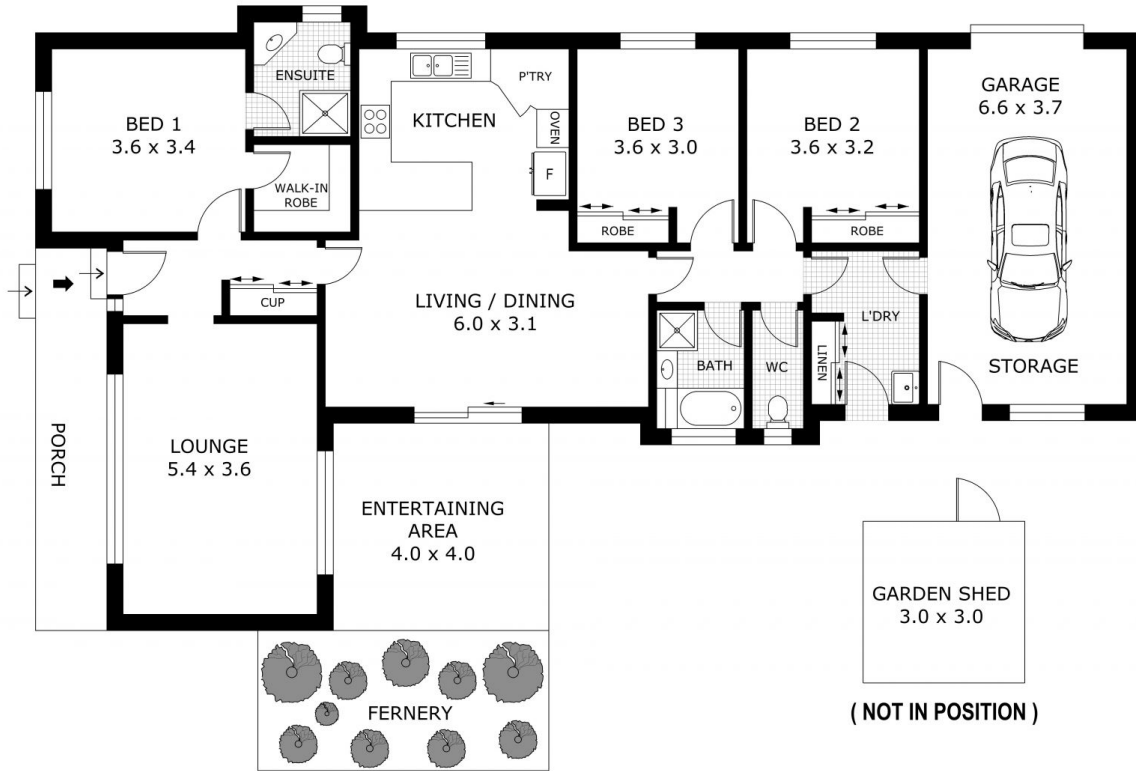 ENSUITE
BED 1
3.6 x 3.4
WALK-IN
ROBE
P'TRY
KITCHEN
OVEN
F
BED 3
3.6 x 3.0
ROBE
BED 2
3.6 x 3.2
ROBE
GARAGE
6.6 x 3.7
STORAGE
CUP
LIVING / DINING
6.0 x 3.1
BATH
WC
LINEN
L'DRY
PORCH
LOUNGE
5.4 x 3.6
ENTERTAINING
AREA
4.0 x 4.0
FERNERY
GARDEN SHED
3.0 x 3.0
( NOT IN POSITION )